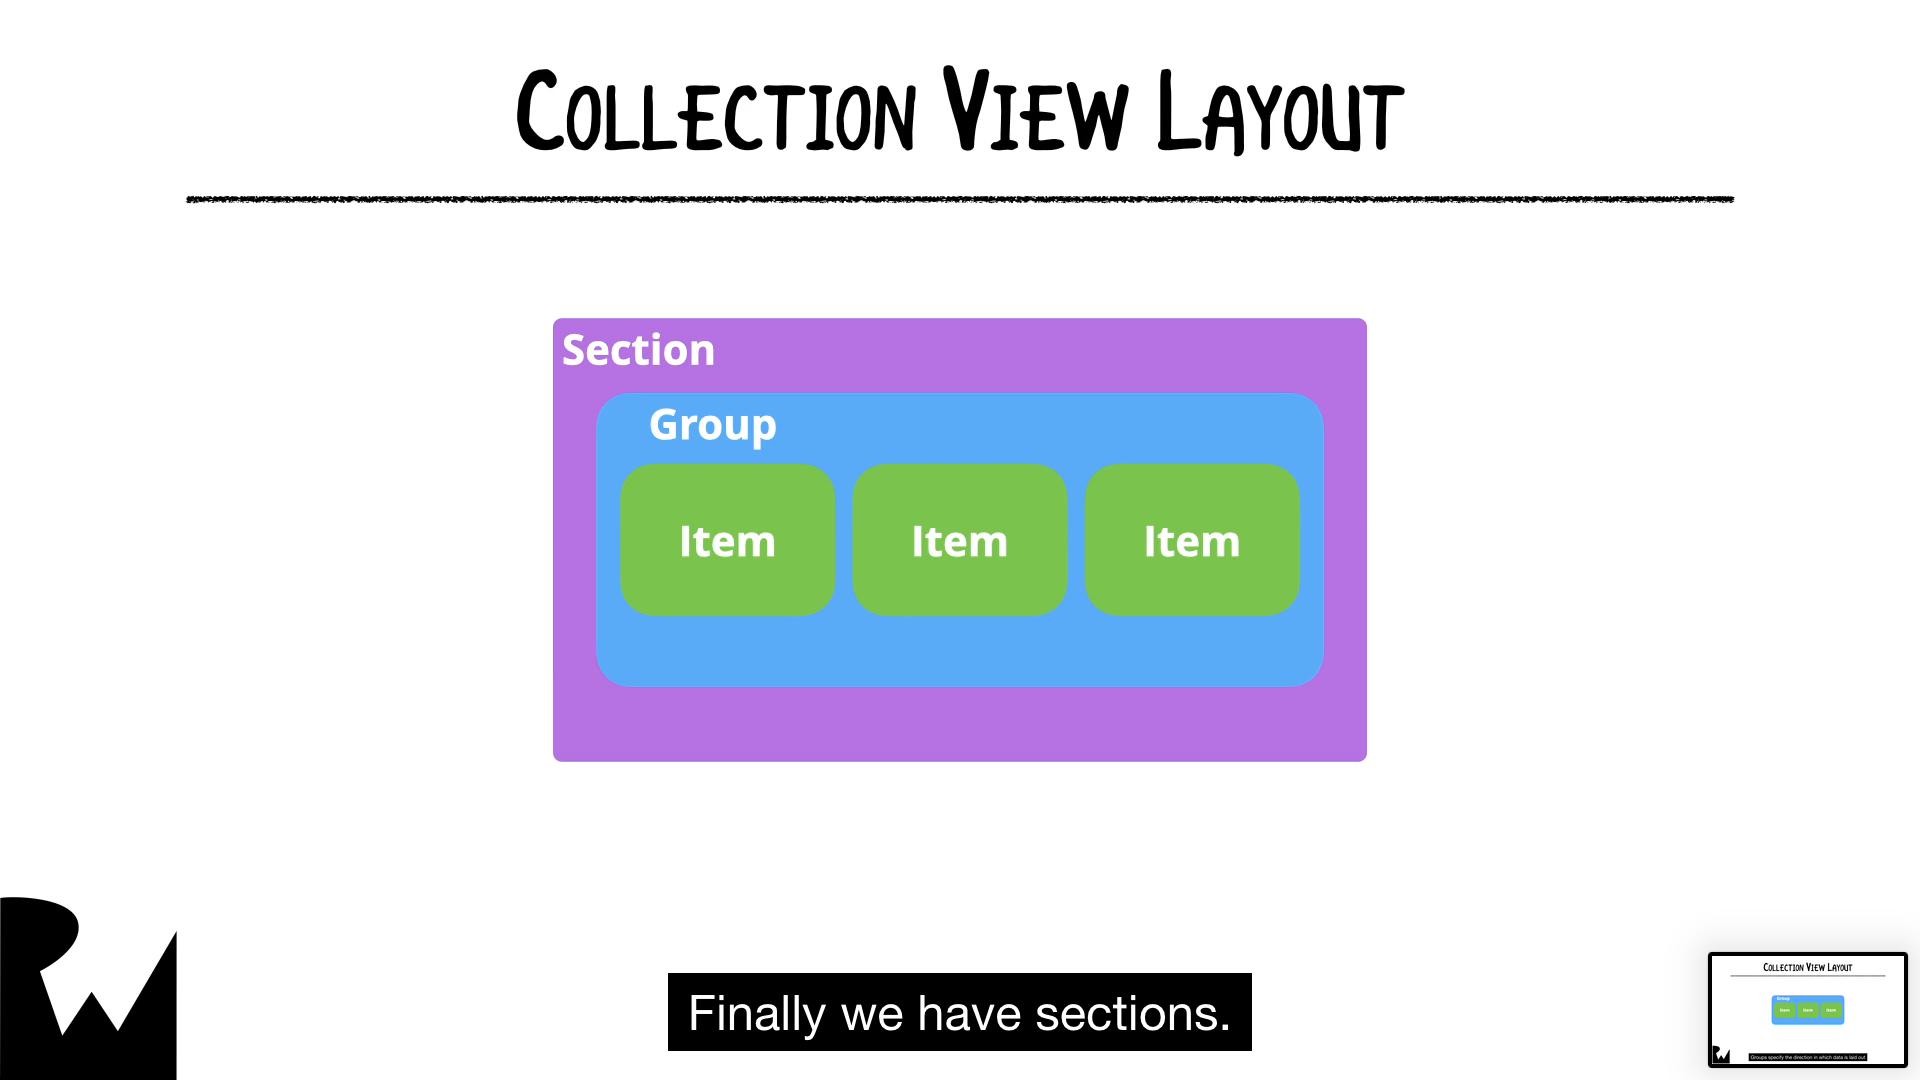 Collection View Layout
Section
Group
Item Item Item
Finally we have sections.
Collection View Layout
Group
Item Item Item
Groups specify the direction in which data is laid out